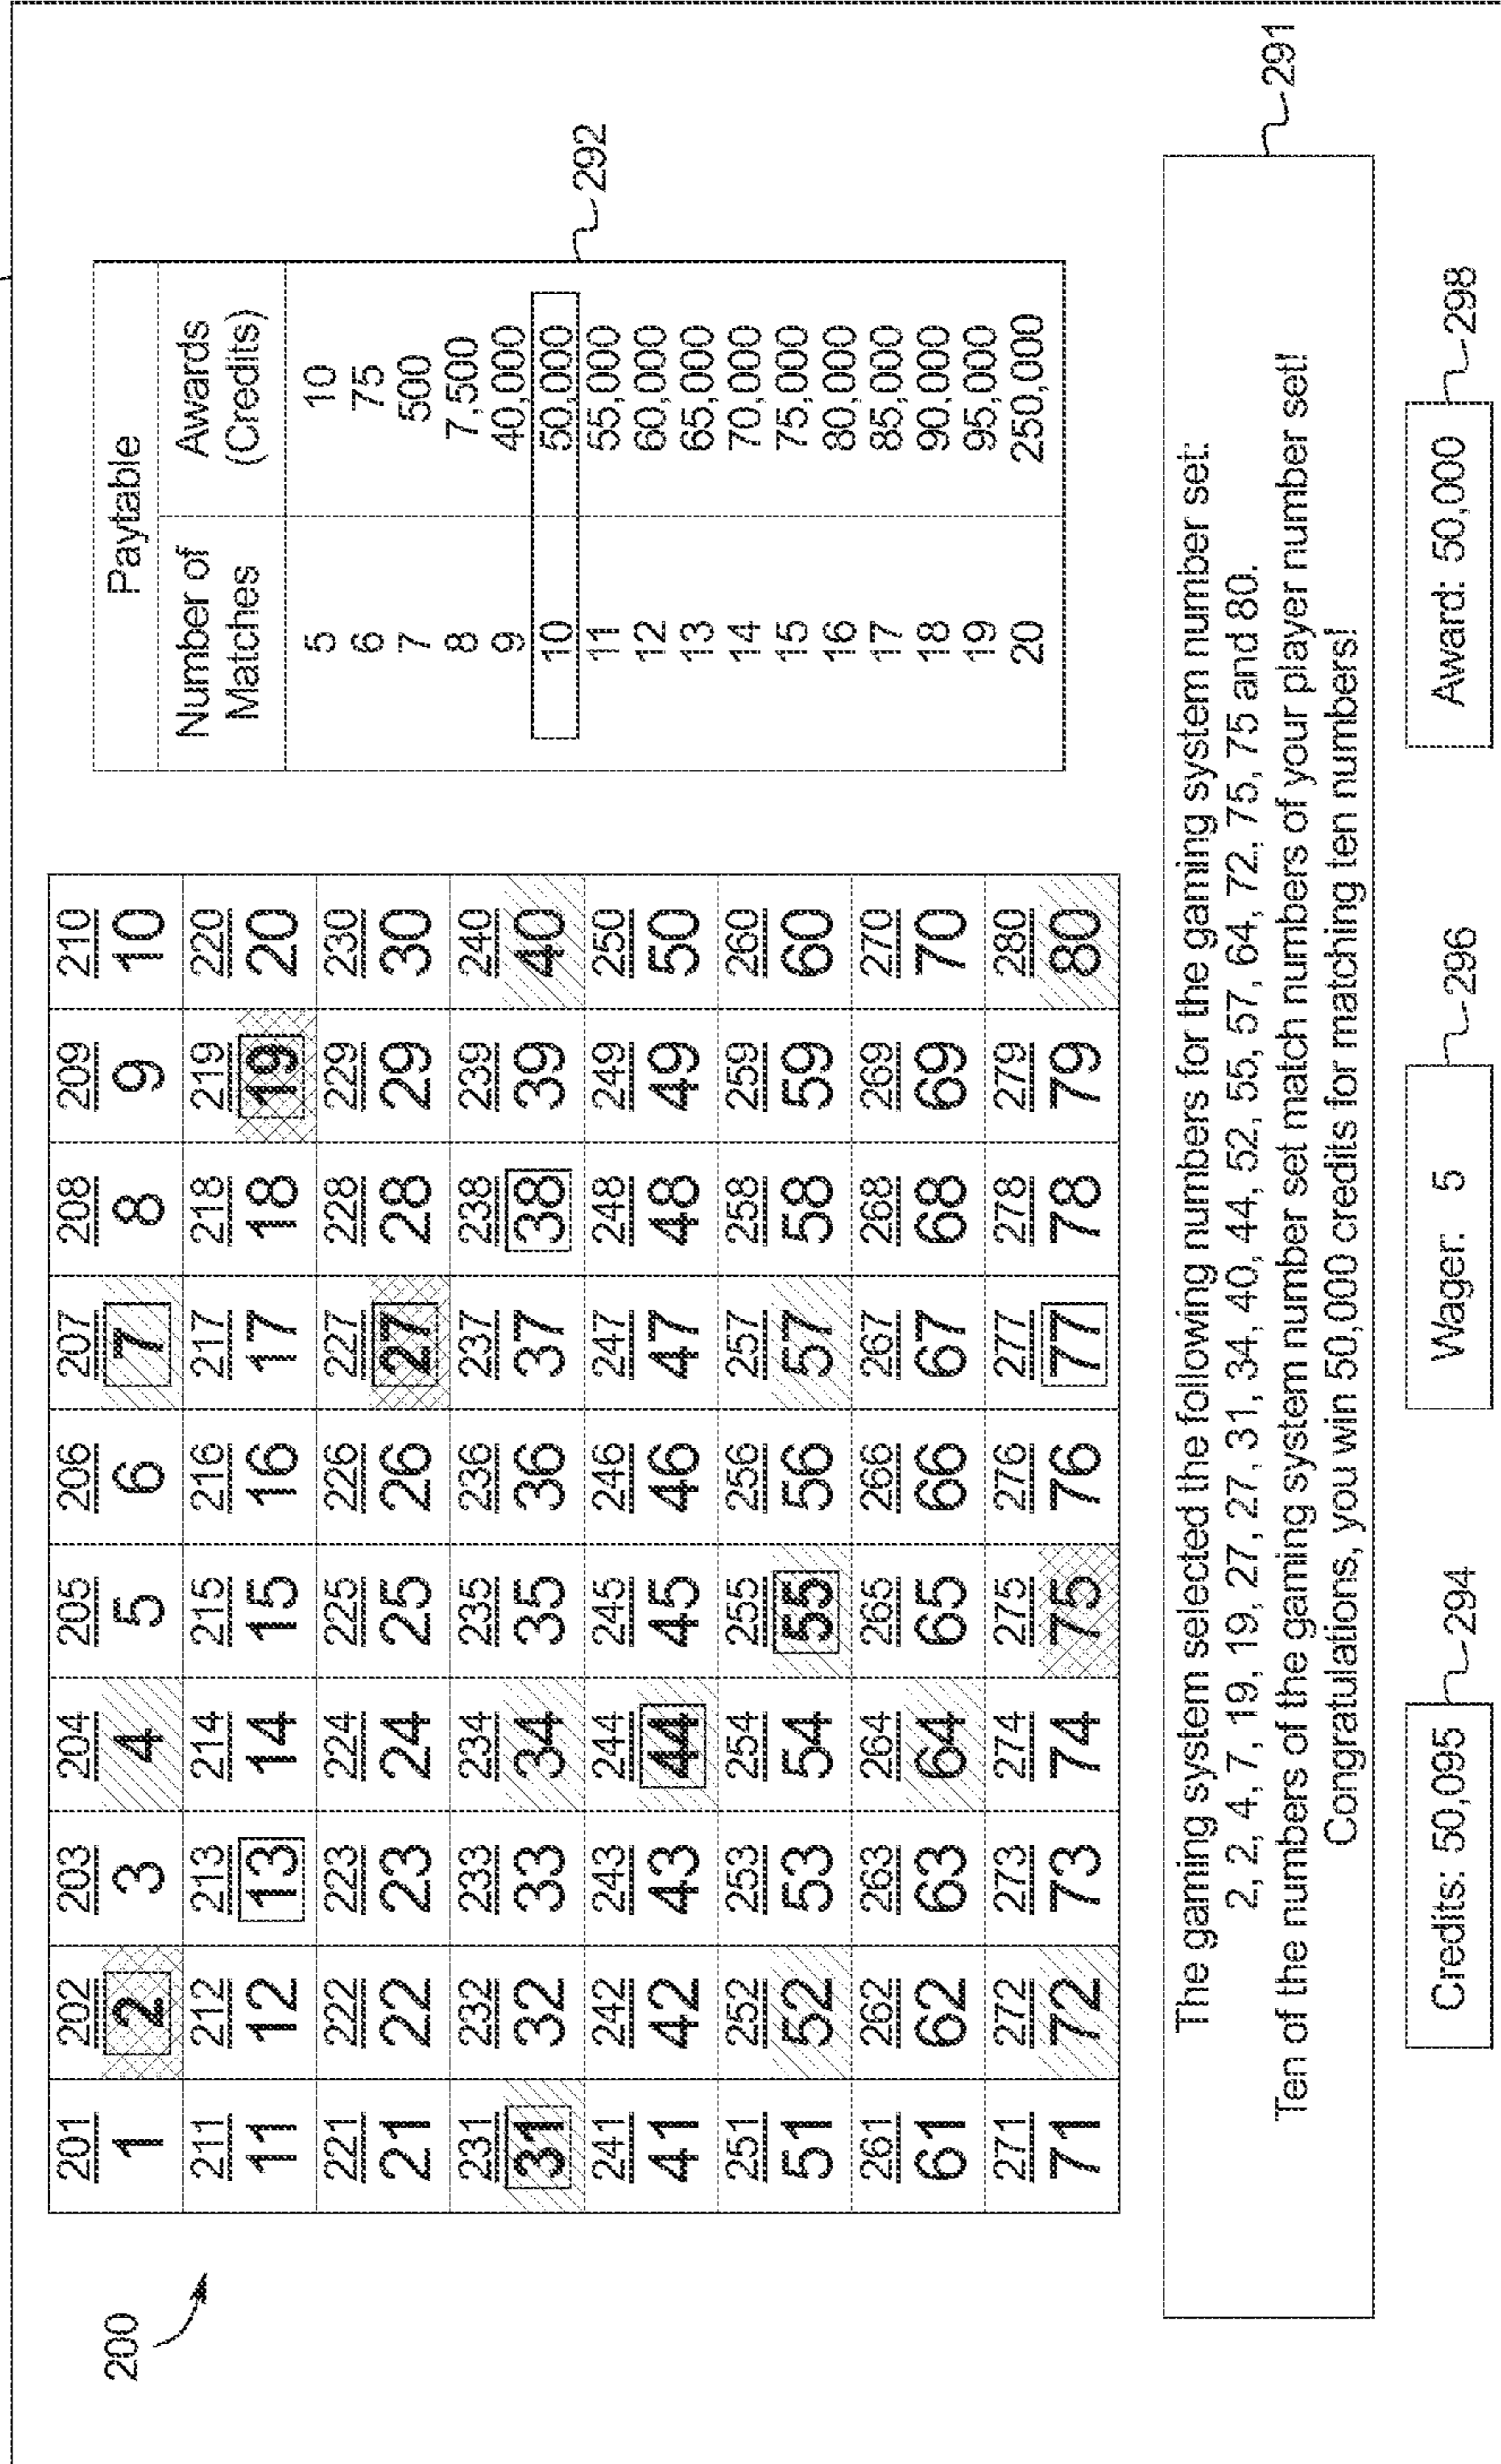 200
201 202 203 204 205 206 207 208 209 210
1 2 3 4 5 6 7 8 9 10
211 212 213 214 215 216 217 218 219 220
11 12 13 14 15 16 17 18 19 20
221 222 223 224 225 226 227 228 229 230
21 22 23 24 25 26 27 28 29 30
231 232 233 234 235 236 237 238 239 240
31 32 33 34 35 36 37 38 39 40
241 242 243 244 245 246 247 248 249 250
41 42 43 44 45 46 47 48 49 50
251 252 253 254 255 256 257 258 259 260
51 52 53 54 55 56 57 58 59 60
261 262 263 264 265 266 267 268 269 270
61 62 63 64 65 66 67 68 69 70
271 272 273 274 275 276 277 278 279 280
71 72 73 74 75 76 77 78 79 80
Paytable
Number of Awards
Matches (Credits)
5 10
6 75
7 500
8 7,500
9 40,000
10 50,000
11 55,000
12 60,000
13 65,000
14 70,000
15 75,000
16 80,000
17 85,000
18 90,000
19 95,000
20 250,000
292
The gaming system selected the following numbers for the gaming system number set:
2, 2, 4, 7, 19, 19, 27, 27, 31, 34, 40, 44, 52, 55, 57, 64, 72, 75, 75 and 80.
Ten of the numbers of the gaming system number set match numbers of your player number set!
Congratulations, you win 50,000 credits for matching ten numbers!
291
Credits: 50,095 294
Wager: 5 296
Award: 50,000 298